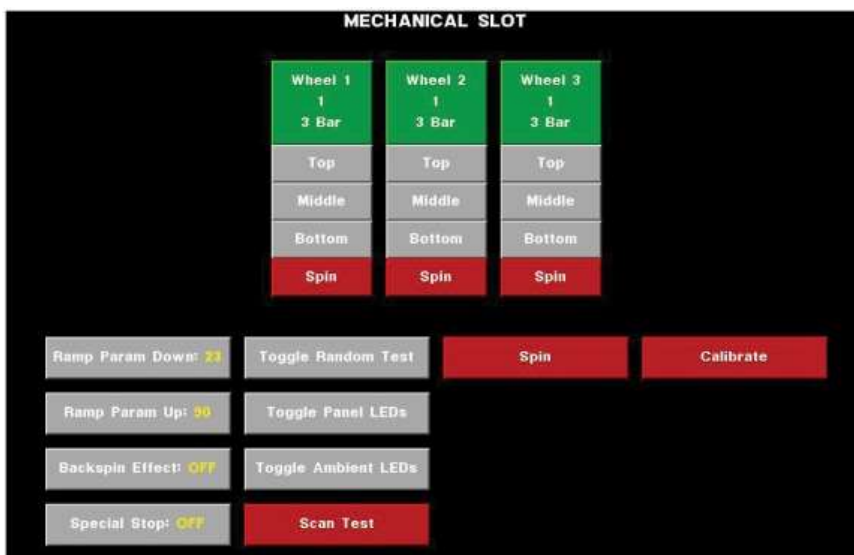 MECHANICAL SLOT
Wheel 1 Wheel 2 Wheel 3
1 1 1
3 Bar 3 Bar 3 Bar
Top Top Top
Middle Middle Middle
Bottom Bottom Bottom
Spin Spin Spin
Ramp Param Down: 23 Toggle Random Test Spin Calibrate
Ramp Param Up: 90 Toggle Panel LEDs
Backspin Effect: OFF Toggle Ambient LEDs
Special Stop: OFF Scan Test